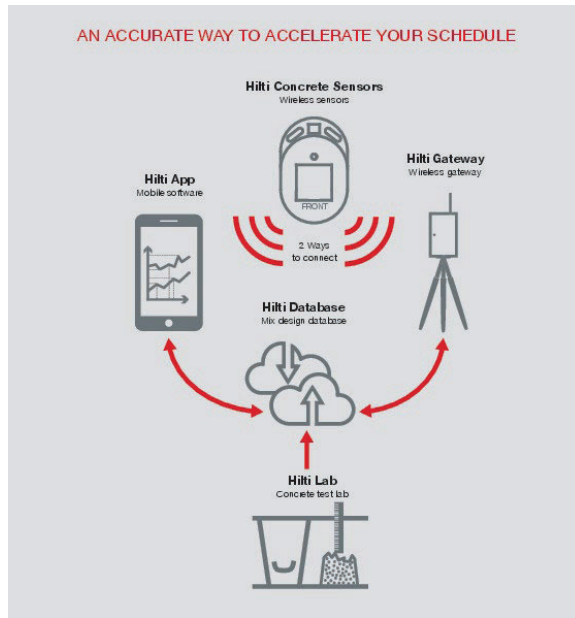 AN ACCURATE WAY TO ACCELERATE YOUR SCHEDULE
Hilti Concrete Sensors
Wireless sensors
Hilti Gateway
Wireless gateway
Hilti App
Mobile software
FRONT
2 Ways
to connect
Hilti Database
Mix design database
Hilti Lab
Concrete test lab